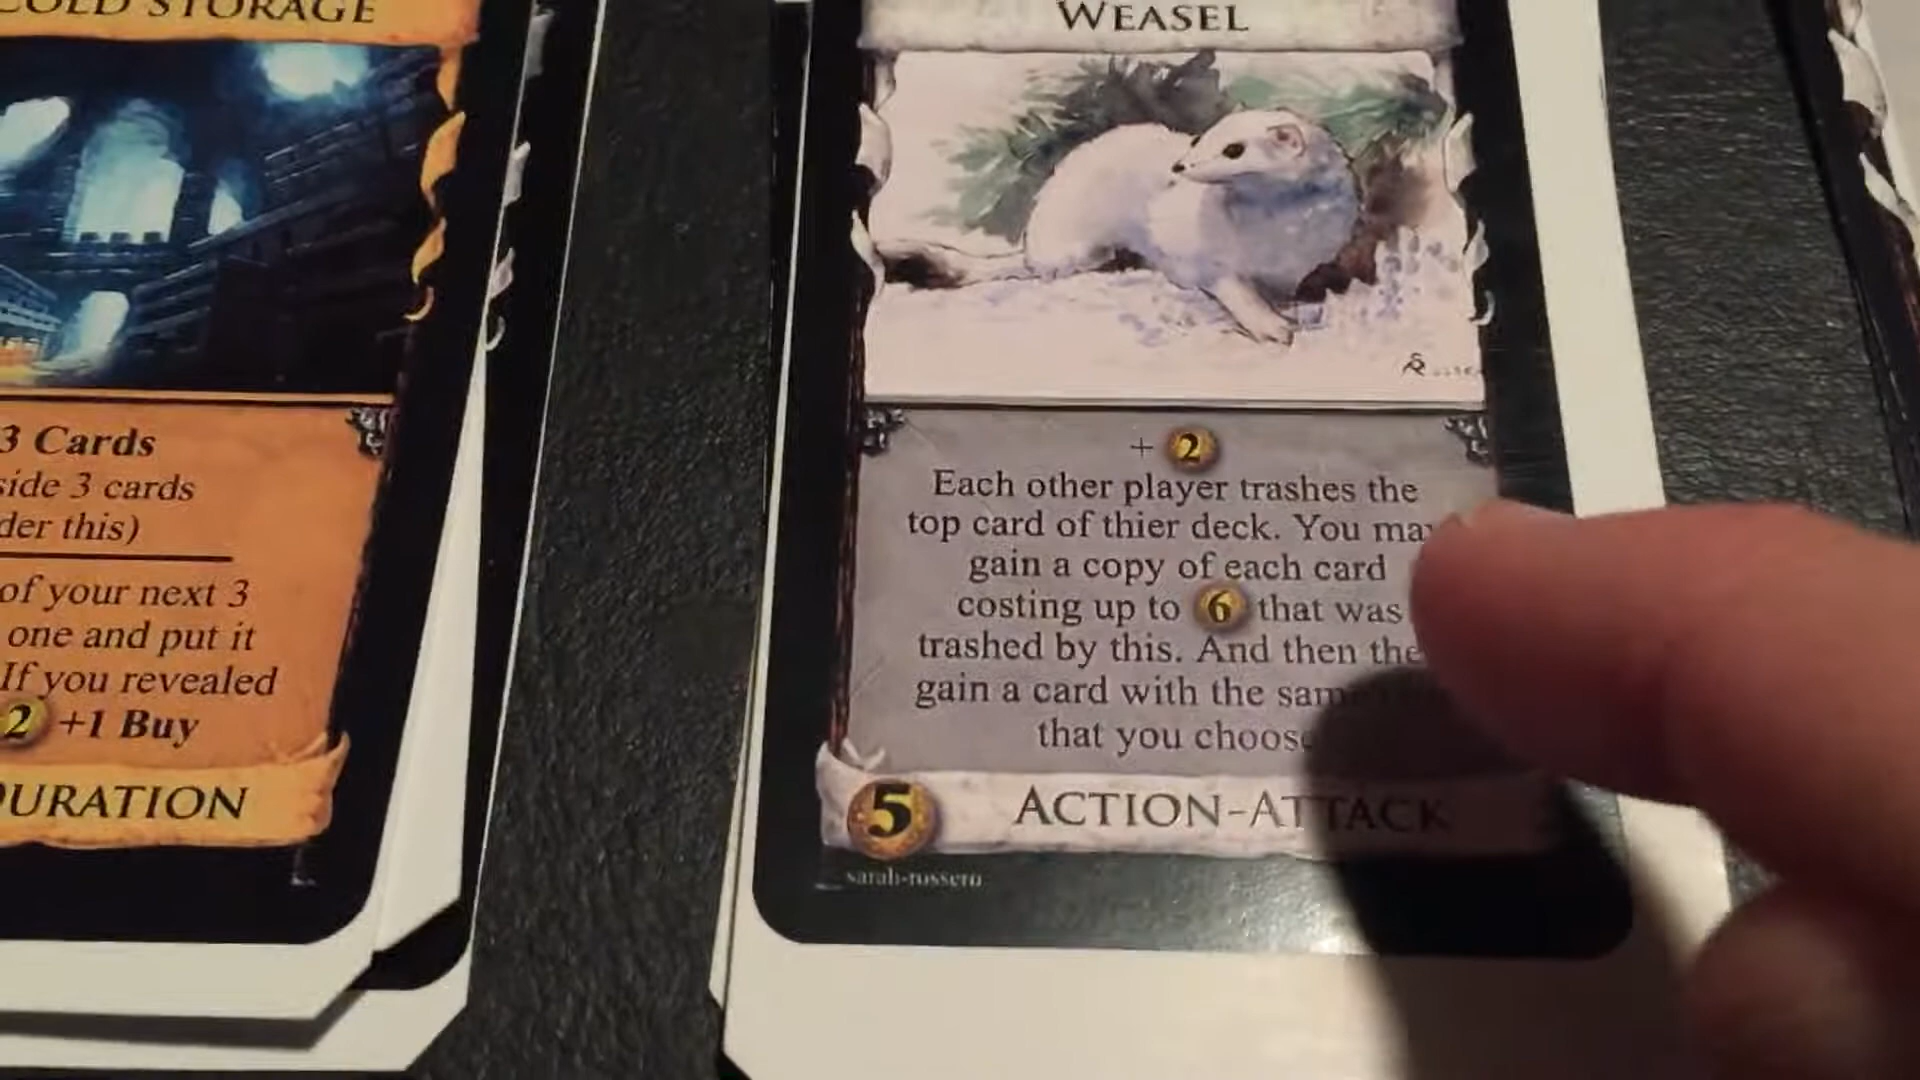 COLD STORAGE
3 Cards
side 3 cards
der this)
of your next 3
one and put it
If you revealed
2 +1 Buy
DURATION
WEASEL
+ 2
Each other player trashes the
top card of thier deck. You may
gain a copy of each card
costing up to 6 that was
trashed by this. And then they
gain a card with the same
that you choose
5 ACTION-ATTACK
sarah-rossero